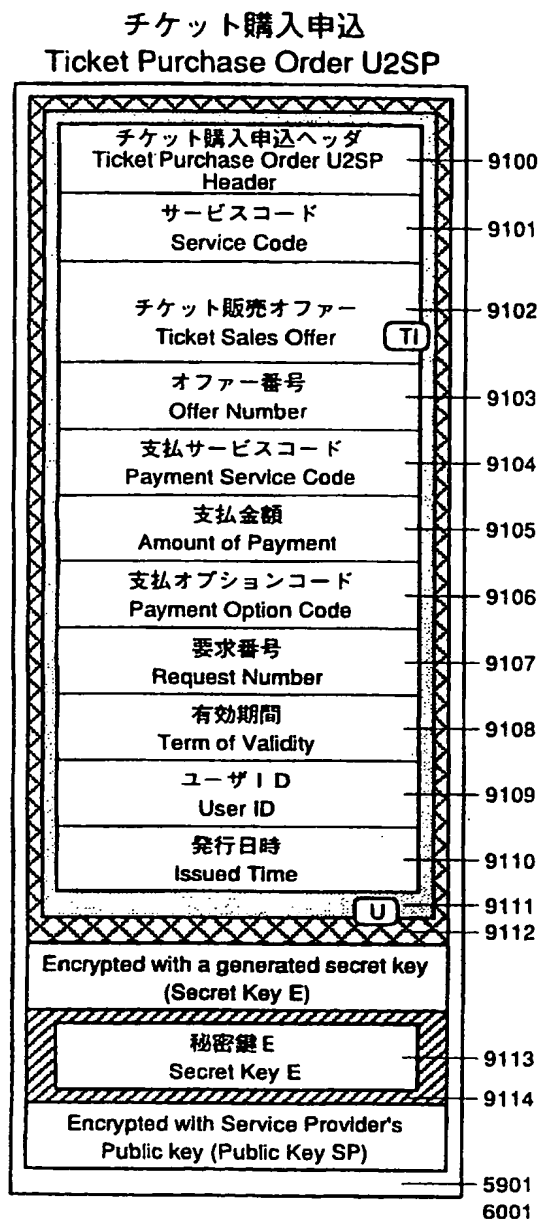 チケット購入申込
Ticket Purchase Order U2SP
チケット購入申込ヘッダ
Ticket Purchase Order U2SP
Header
9100
サービスコード
Service Code
9101
チケット販売オファー
Ticket Sales Offer
TI
9102
オファー番号
Offer Number
9103
支払サービスコード
Payment Service Code
9104
支払金額
Amount of Payment
9105
支払オプションコード
Payment Option Code
9106
要求番号
Request Number
9107
有効期間
Term of Validity
9108
ユーザID
User ID
9109
発行日時
Issued Time
9110
U
9111
9112
Encrypted with a generated secret key
(Secret Key E)
秘密鍵E
Secret Key E
9113
9114
Encrypted with Service Provider's
Public key (Public Key SP)
5901
6001